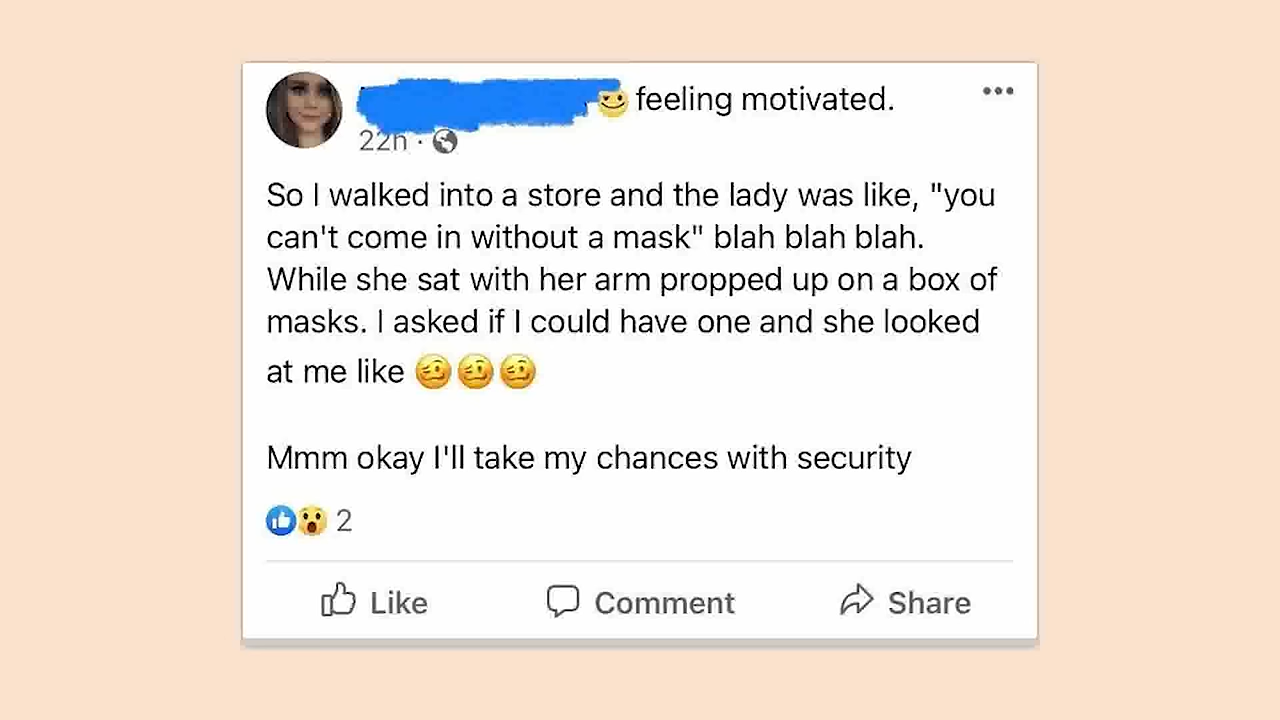 feeling motivated.
22h ·
So I walked into a store and the lady was like, "you
can't come in without a mask" blah blah blah.
While she sat with her arm propped up on a box of
masks. I asked if I could have one and she looked
at me like 🥴🥴🥴
Mmm okay I'll take my chances with security
2
Like Comment Share